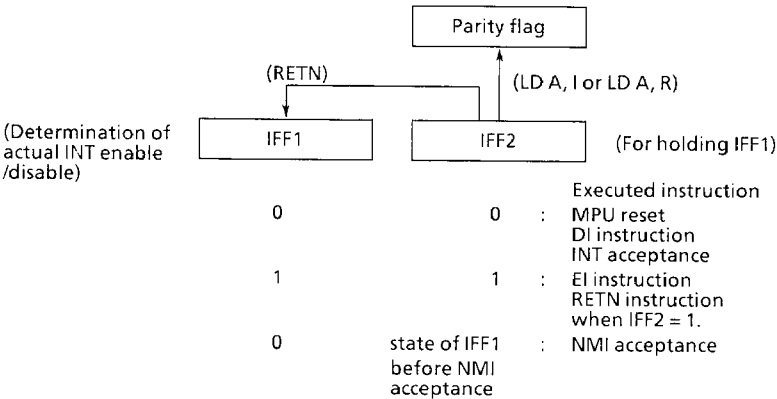 Parity flag
(RETN)
(LD A, I or LD A, R)
(Determination of
actual INT enable
/disable)
IFF1
IFF2
(For holding IFF1)
Executed instruction
0 0 : MPU reset
DI instruction
INT acceptance
1 1 : EI instruction
RETN instruction
when IFF2 = 1.
0 state of IFF1 : NMI acceptance
before NMI
acceptance